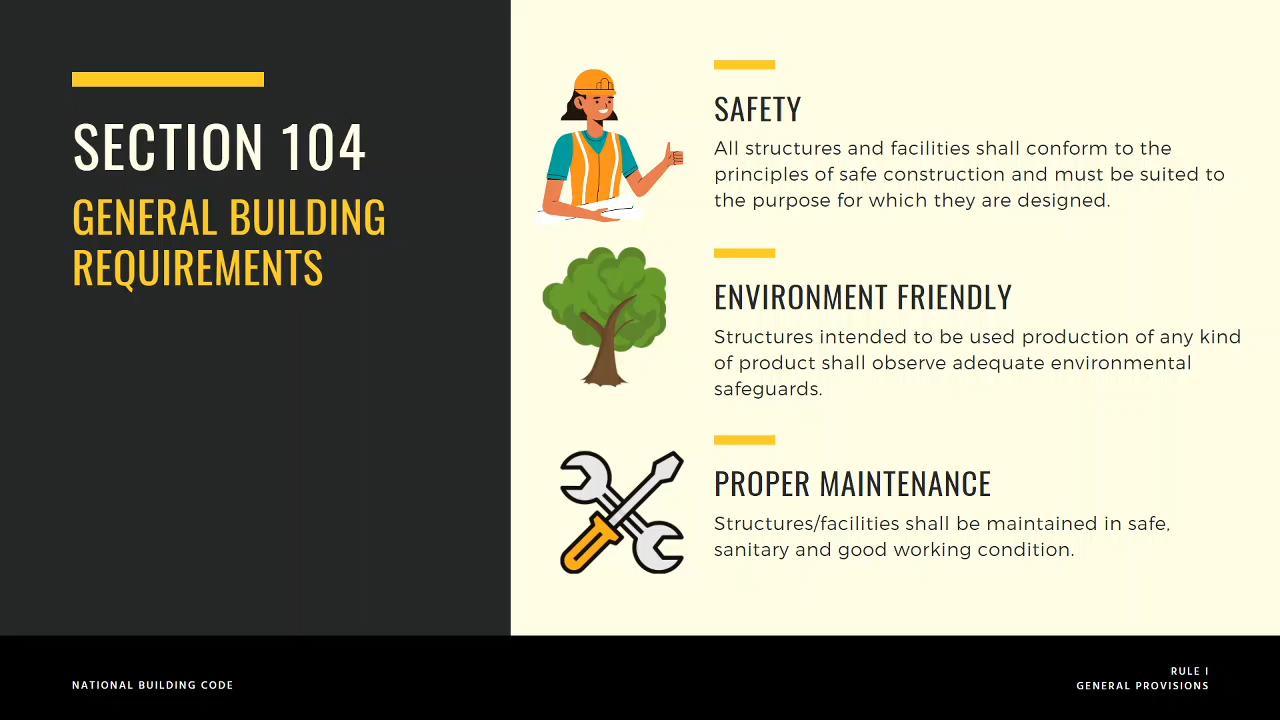 SECTION 104
GENERAL BUILDING
REQUIREMENTS
SAFETY
All structures and facilities shall conform to the
principles of safe construction and must be suited to
the purpose for which they are designed.
ENVIRONMENT FRIENDLY
Structures intended to be used production of any kind
of product shall observe adequate environmental
safeguards.
PROPER MAINTENANCE
Structures/facilities shall be maintained in safe,
sanitary and good working condition.
NATIONAL BUILDING CODE
RULE I
GENERAL PROVISIONS